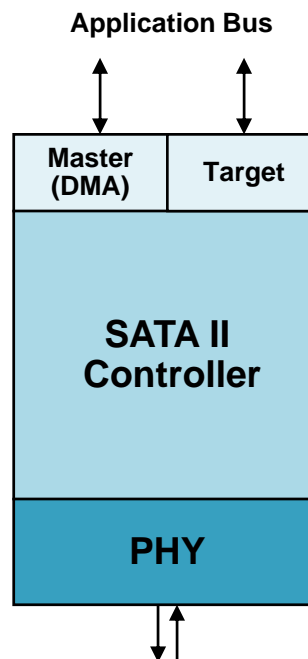 Application Bus
Master
(DMA)
Target
SATA II
Controller
PHY